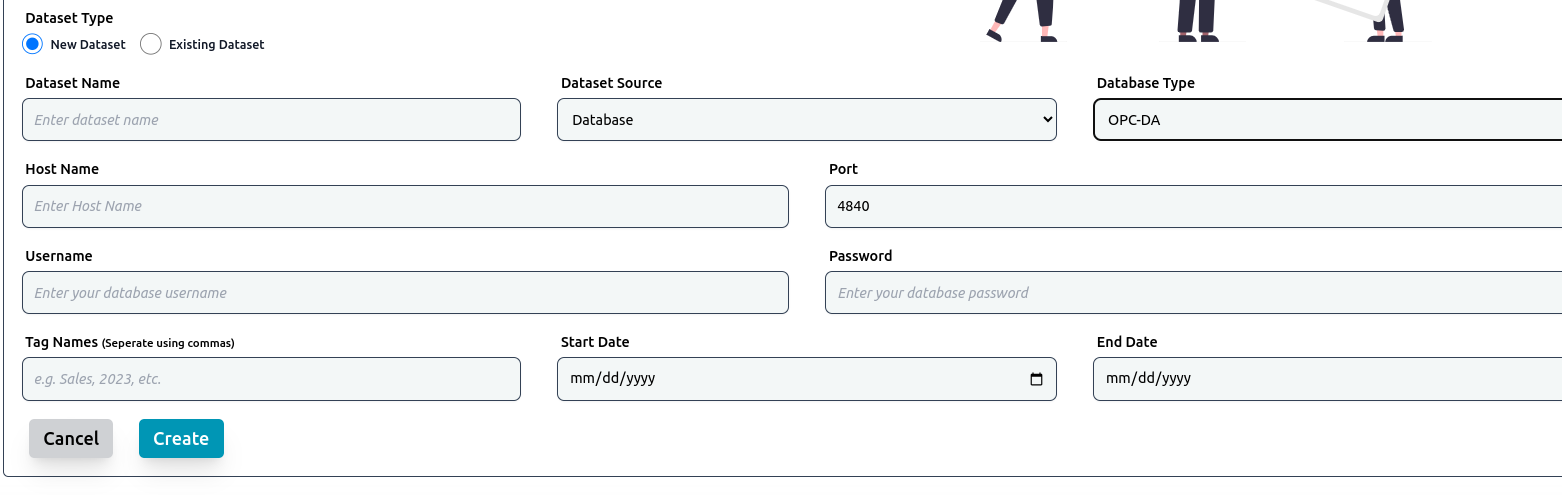 Dataset Type
New Dataset Existing Dataset
Dataset Name Dataset Source Database Type
Enter dataset name Database OPC-DA
Host Name Port
Enter Host Name 4840
Username Password
Enter your database username Enter your database password
Tag Names (Seperate using commas) Start Date End Date
e.g. Sales, 2023, etc. mm/dd/yyyy mm/dd/yyyy
Cancel Create